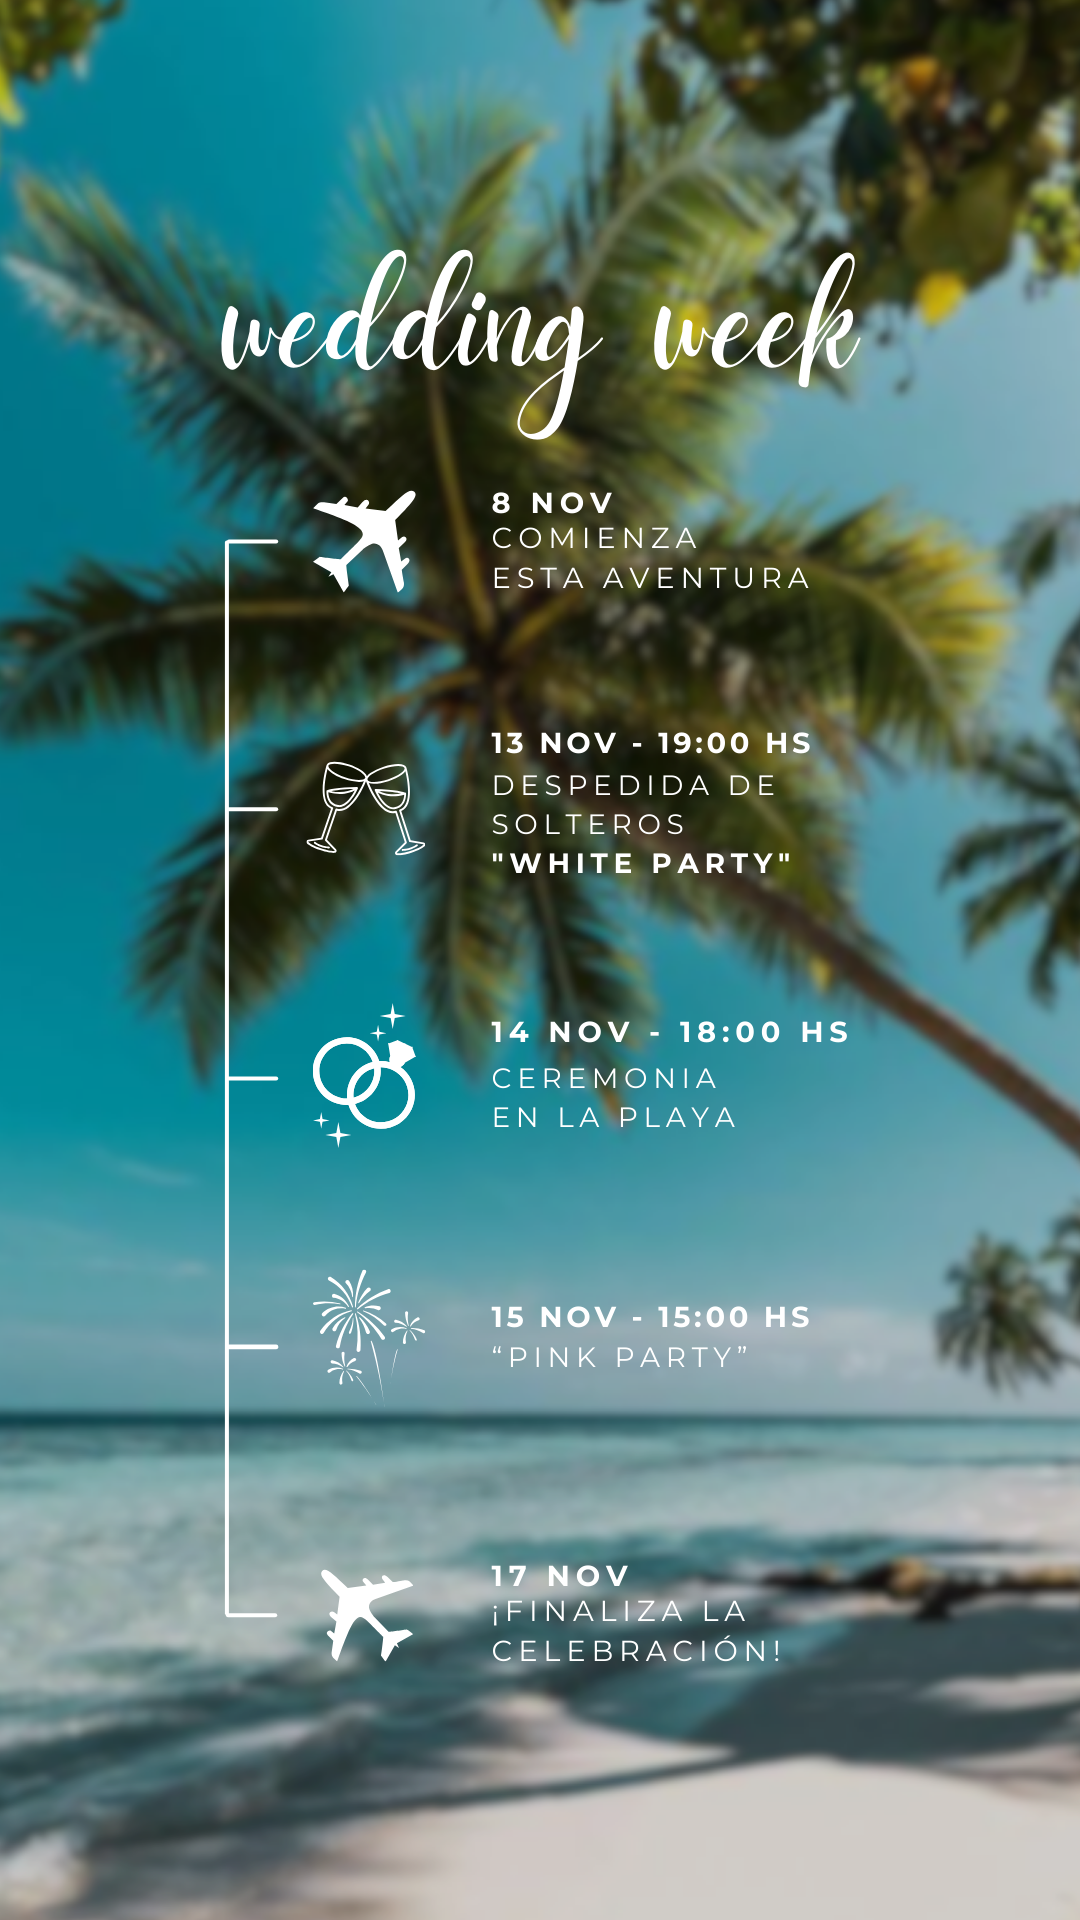 wedding week
8 NOV
COMIENZA
ESTA AVENTURA
13 NOV - 19:00 HS
DESPEDIDA DE
SOLTEROS
"WHITE PARTY"
14 NOV - 18:00 HS
CEREMONIA
EN LA PLAYA
15 NOV - 15:00 HS
“PINK PARTY”
17 NOV
¡FINALIZA LA
CELEBRACIÓN!